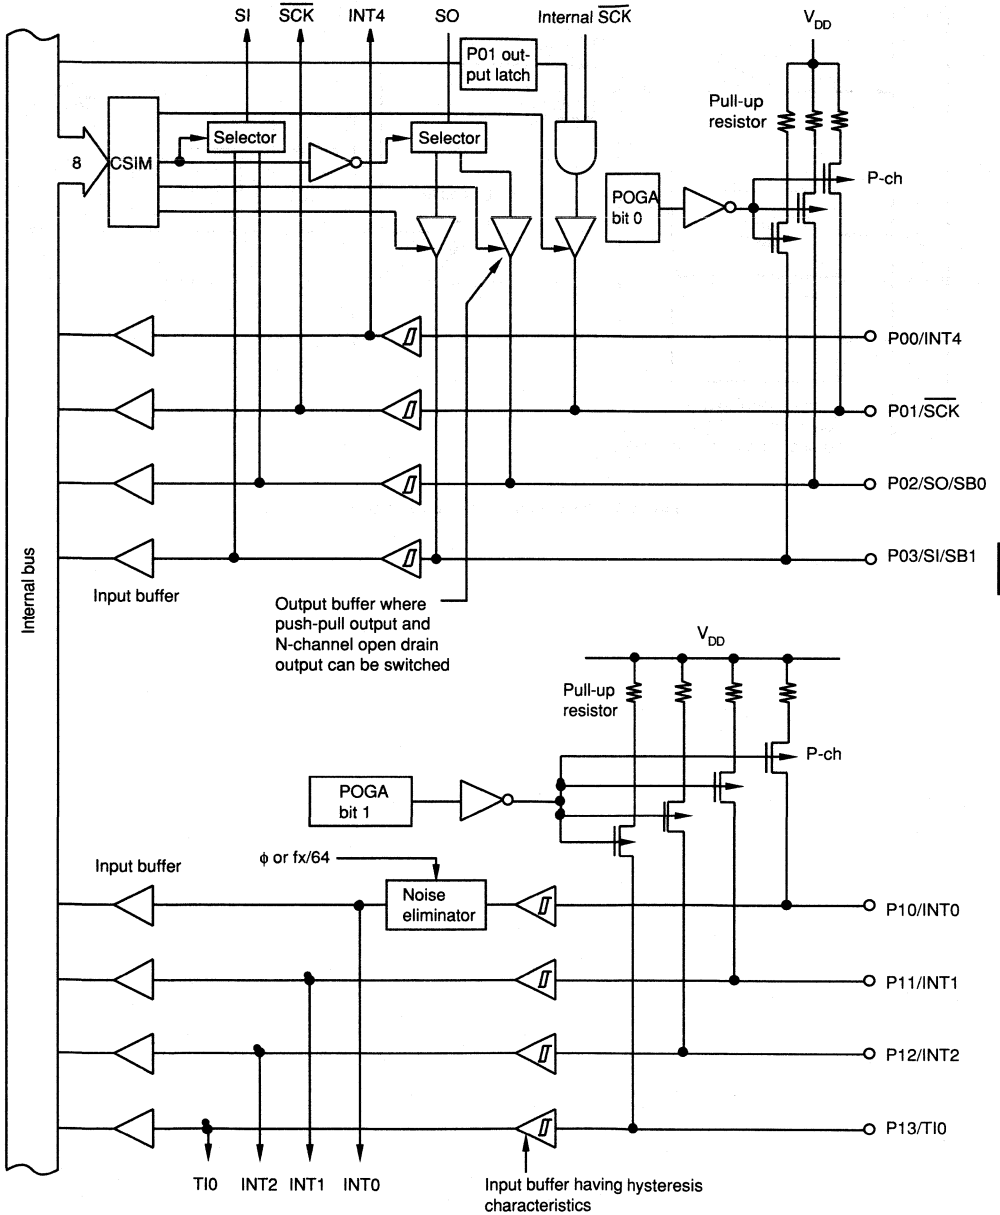 SI
SCK
INT4
SO
Internal SCK
VDD
P01 out-
put latch
Pull-up
resistor
Selector
Selector
8
CSIM
P-ch
POGA
bit 0
P00/INT4
P01/SCK
P02/SO/SB0
P03/SI/SB1
Internal bus
Input buffer
Output buffer where
push-pull output and
N-channel open drain
output can be switched
VDD
Pull-up
resistor
P-ch
POGA
bit 1
φ or fx/64
Input buffer
Noise
eliminator
P10/INT0
P11/INT1
P12/INT2
P13/TI0
TI0
INT2
INT1
INT0
Input buffer having hysteresis
characteristics